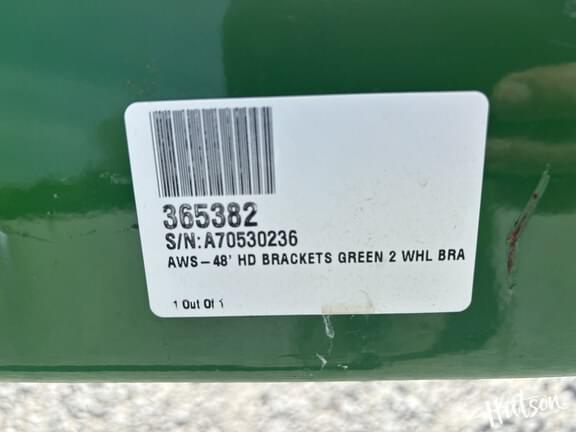 365382
S/N:A70530236
AWS-48' HD BRACKETS GREEN 2 WHL BRA
1 Out Of 1
Hutson